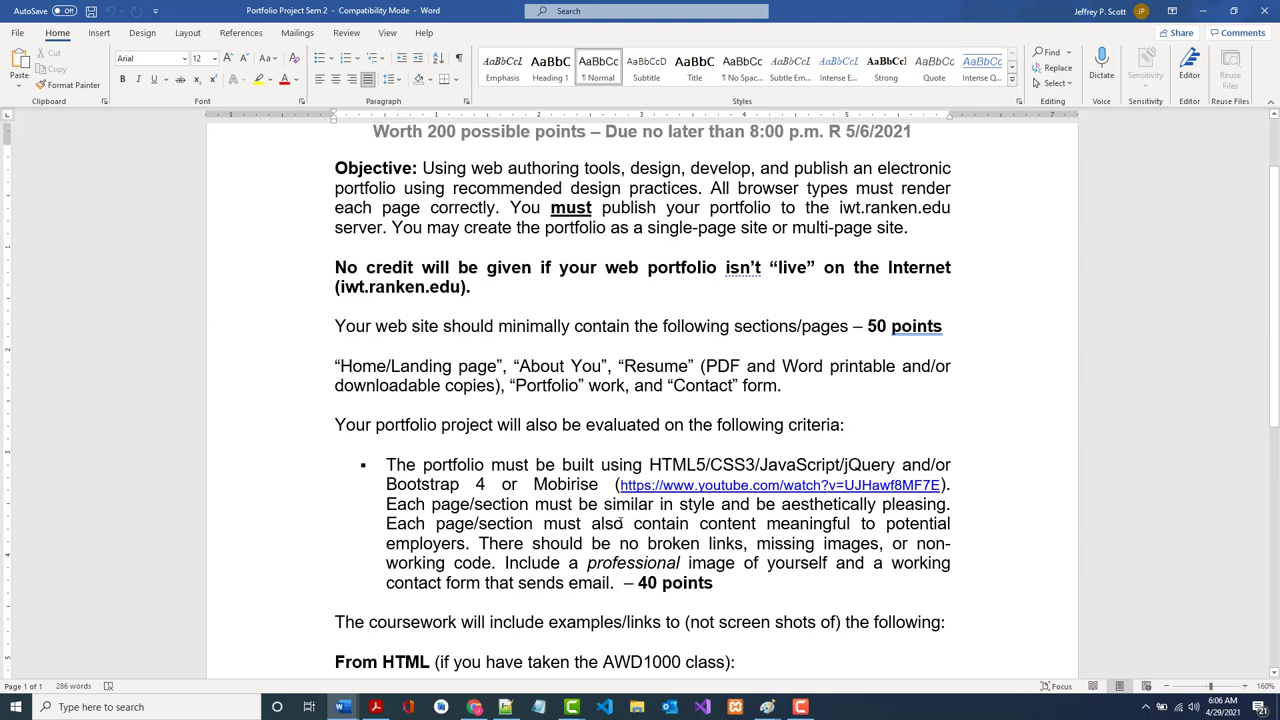 AutoSave Off
Portfolio Project Sem 2 - Compatibility Mode - Word
Search
Jeffrey P. Scott
File Home Insert Design Layout References Mailings Review View Help
Share Comments
Paste
Cut
Copy
Format Painter
Clipboard
Arial 12
Font
Paragraph
AaBbCcL AaBbC AaBbCc AaBbCcD AaBbC AaBbCc AaBbCcL AaBbCcL AaBbCc AaBbCcD AaBbCcL
Emphasis Heading 1 ¶ Normal Subtitle Title ¶ No Spac... Subtle Em... Intense E... Strong Quote Intense Q...
Styles
Find
Replace
Select
Editing
Dictate
Voice
Sensitivity
Sensitivity
Editor
Editor
Reuse
Files
Reuse Files
Worth 200 possible points – Due no later than 8:00 p.m. R 5/6/2021
Objective: Using web authoring tools, design, develop, and publish an electronic
portfolio using recommended design practices. All browser types must render
each page correctly. You must publish your portfolio to the iwt.ranken.edu
server. You may create the portfolio as a single-page site or multi-page site.
No credit will be given if your web portfolio isn’t “live” on the Internet
(iwt.ranken.edu).
Your web site should minimally contain the following sections/pages – 50 points
“Home/Landing page”, “About You”, “Resume” (PDF and Word printable and/or
downloadable copies), “Portfolio” work, and “Contact” form.
Your portfolio project will also be evaluated on the following criteria:
▪ The portfolio must be built using HTML5/CSS3/JavaScript/jQuery and/or
Bootstrap 4 or Mobirise (https://www.youtube.com/watch?v=UJHawf8MF7E).
Each page/section must be similar in style and be aesthetically pleasing.
Each page/section must also contain content meaningful to potential
employers. There should be no broken links, missing images, or non-
working code. Include a professional image of yourself and a working
contact form that sends email. – 40 points
The coursework will include examples/links to (not screen shots of) the following:
From HTML (if you have taken the AWD1000 class):
Page 1 of 1 286 words
Focus
160%
Type here to search
6:06 AM
4/29/2021